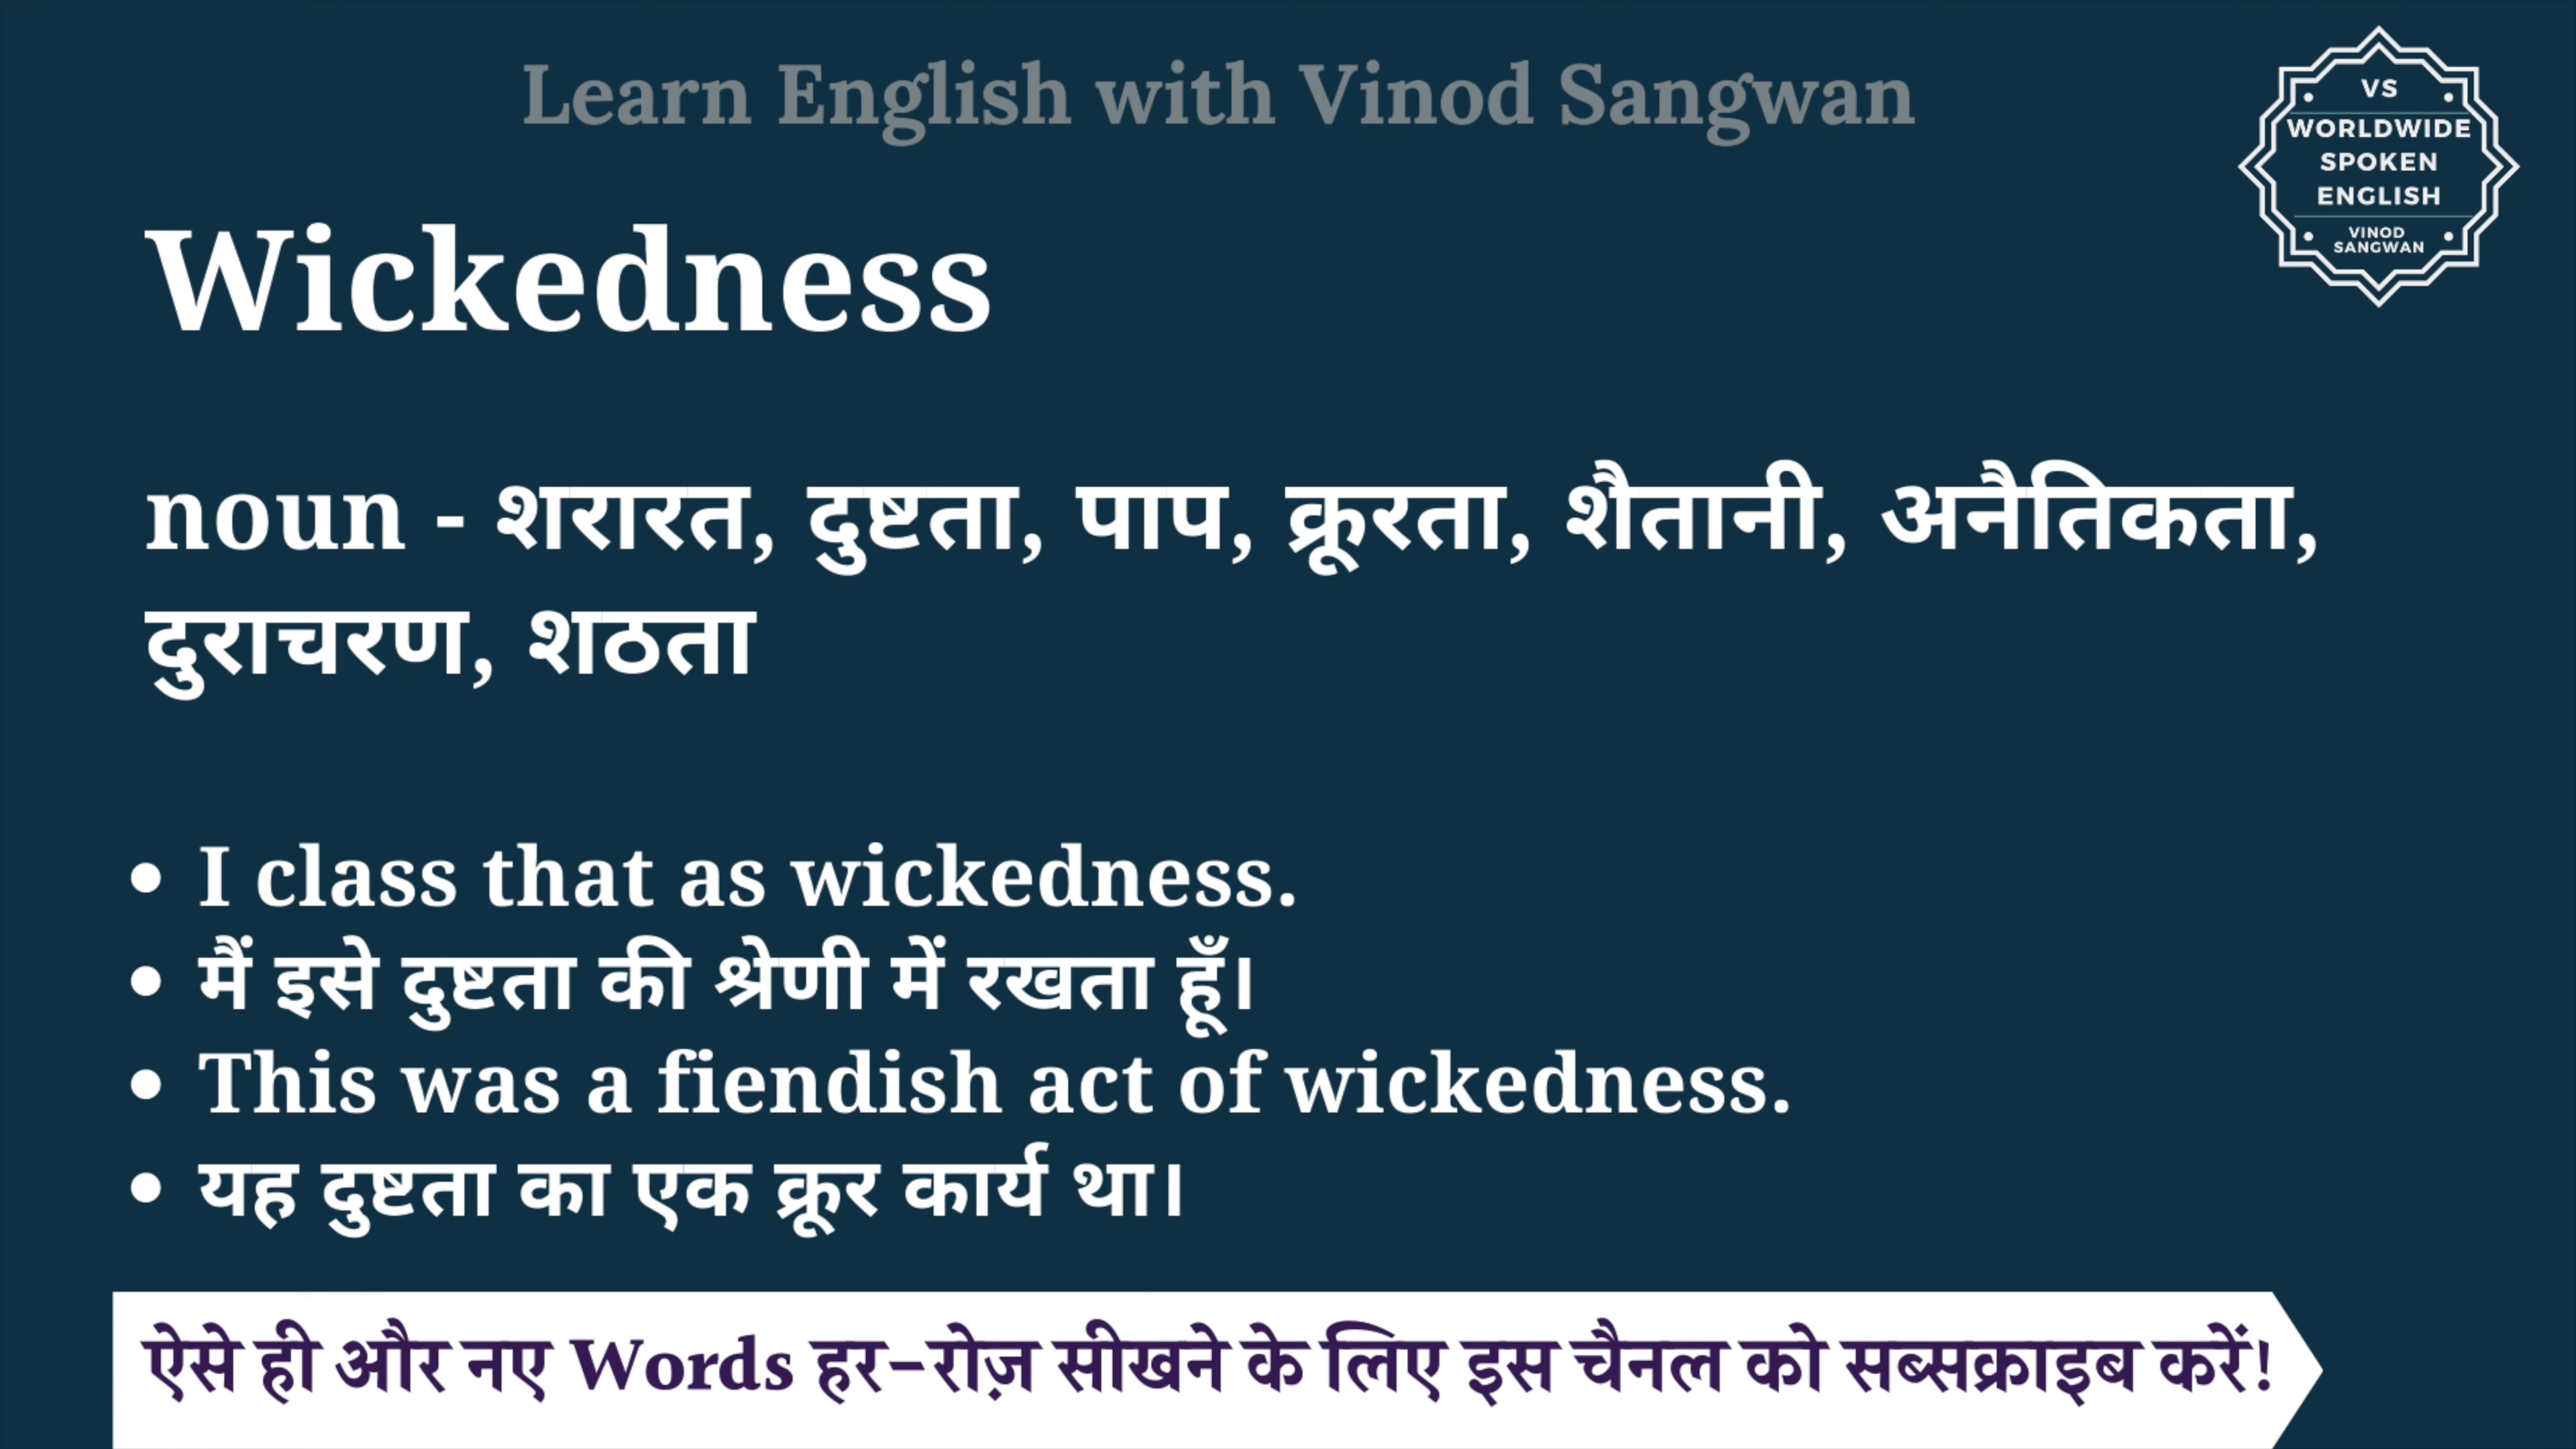 Learn English with Vinod Sangwan
VS
WORLDWIDE
SPOKEN
ENGLISH
VINOD
SANGWAN
Wickedness
noun - शरारत, दुष्टता, पाप, क्रूरता, शैतानी, अनैतिकता,
दुराचरण, शठता
• I class that as wickedness.
• मैं इसे दुष्टता की श्रेणी में रखता हूँ।
• This was a fiendish act of wickedness.
• यह दुष्टता का एक क्रूर कार्य था।
ऐसे ही और नए Words हर-रोज़ सीखने के लिए इस चैनल को सब्सक्राइब करें!